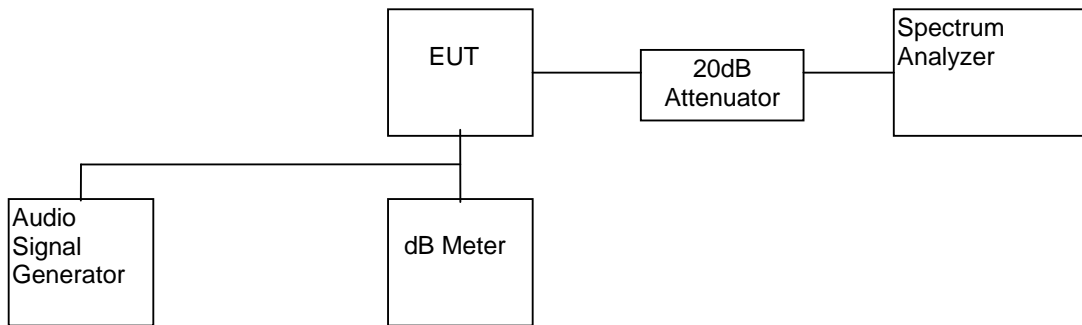 EUT
20dB
Attenuator
Spectrum
Analyzer
Audio
Signal
Generator
dB Meter